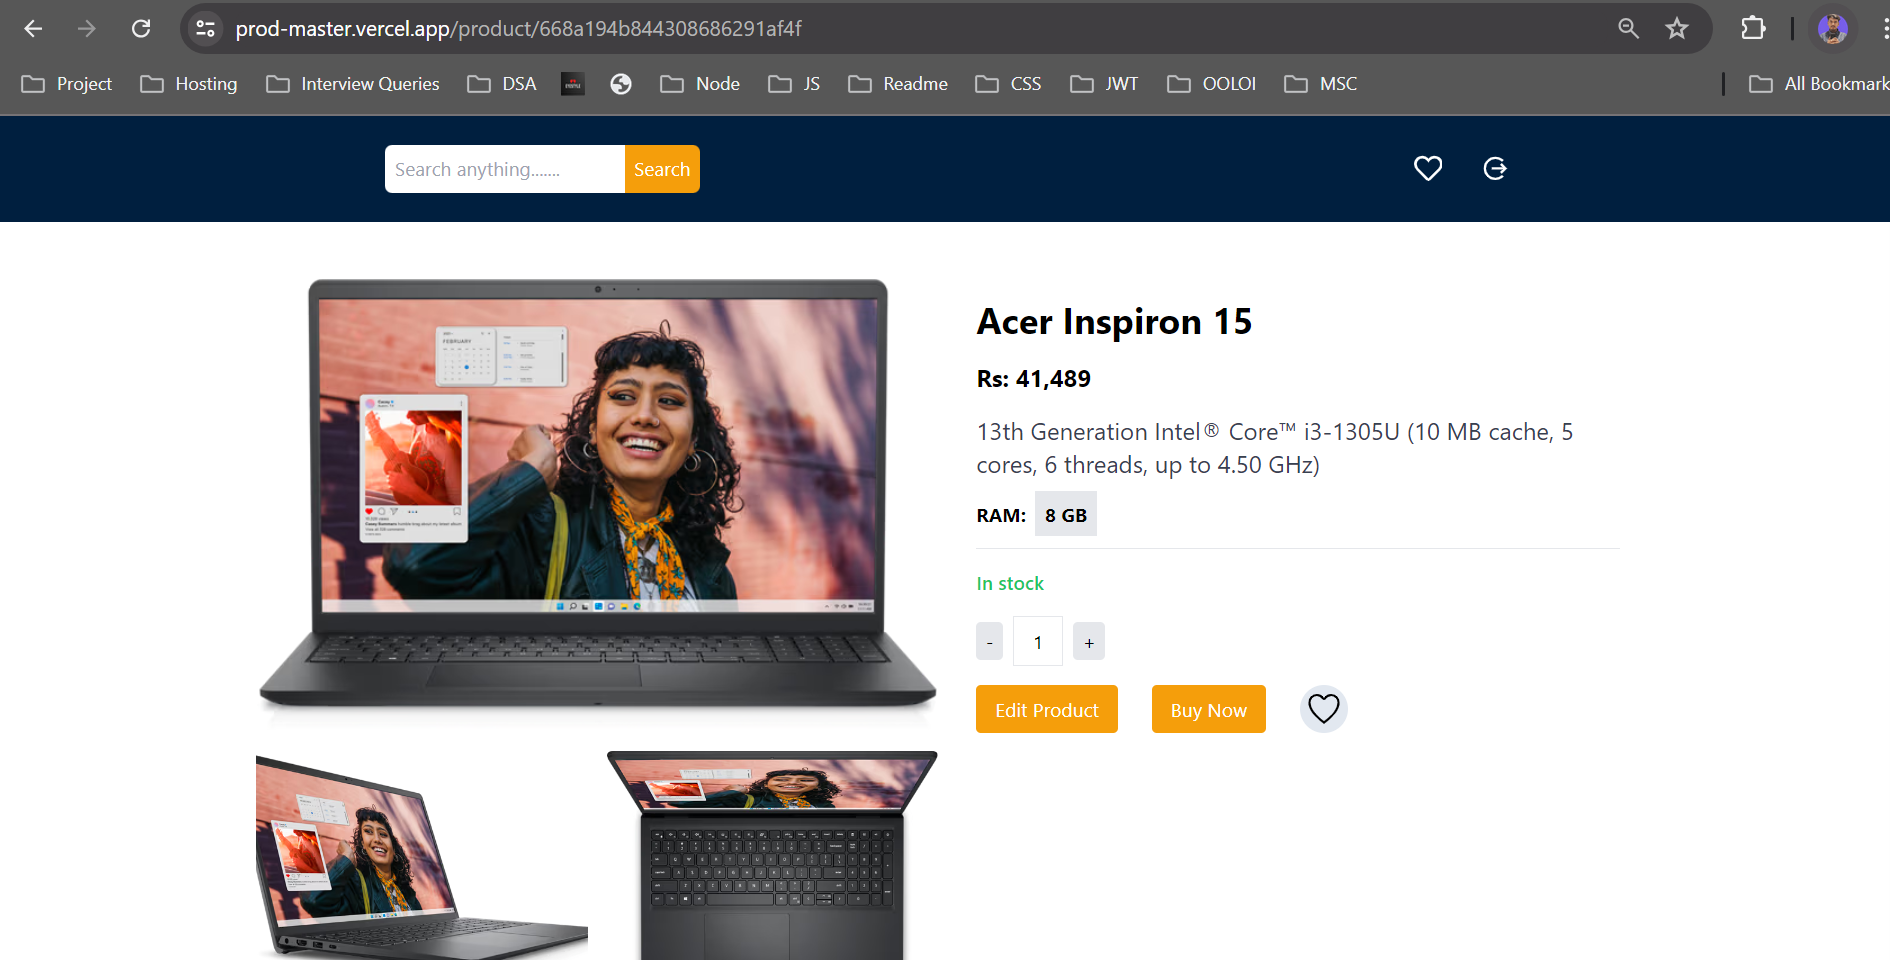 prod-master.vercel.app/product/668a194b844308686291af4f
Project Hosting Interview Queries DSA Node JS Readme CSS JWT OOLOI MSC All Bookmark
Search anything....... Search
FEBRUARY
Acer Inspiron 15
Rs: 41,489
13th Generation Intel® Core™ i3-1305U (10 MB cache, 5
cores, 6 threads, up to 4.50 GHz)
RAM: 8 GB
In stock
- 1 +
Edit Product Buy Now